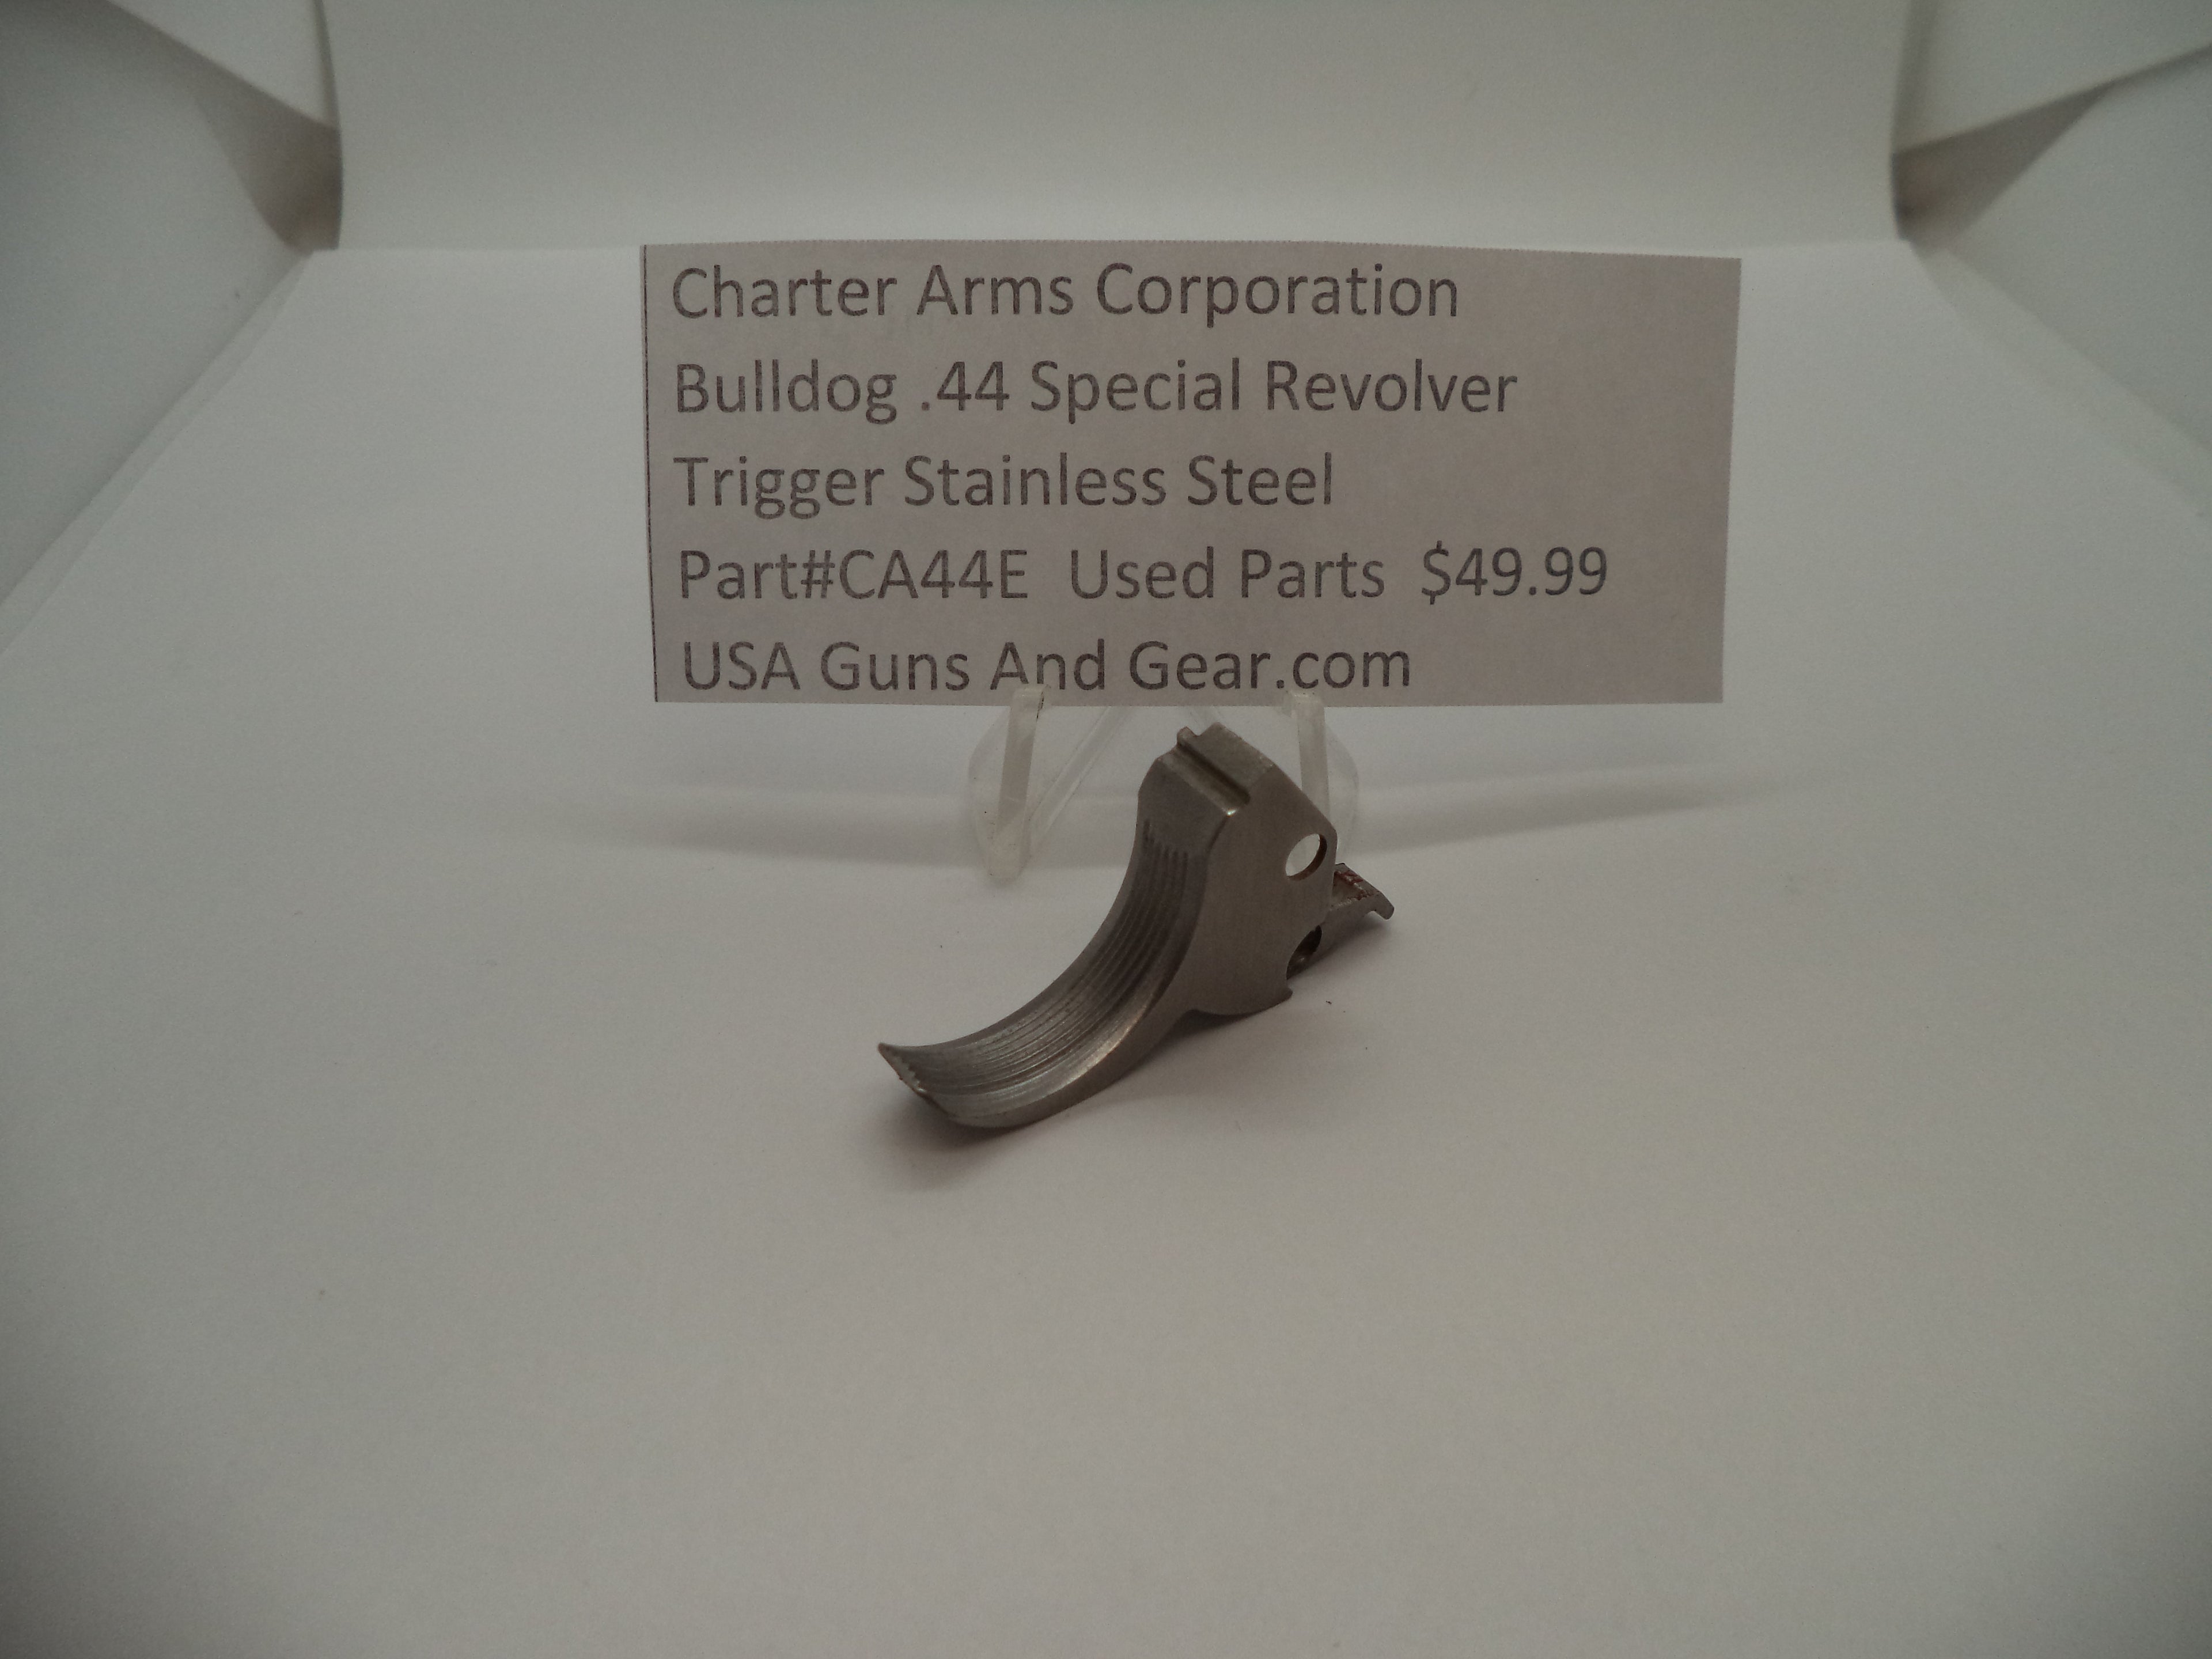 Charter Arms Corporation
Bulldog .44 Special Revolver
Trigger Stainless Steel
Part#CA44E  Used Parts  $49.99
USA Guns And Gear.com